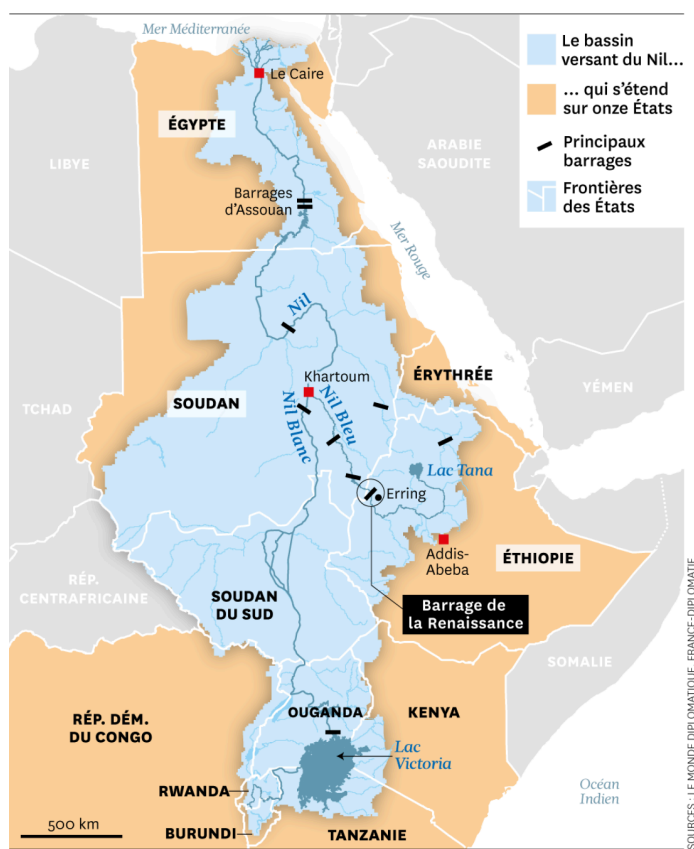 Mer Méditerranée
Le bassin
versant du Nil...
... qui s'étend
sur onze États
Principaux
barrages
Frontières
des États
Le Caire
ÉGYPTE
LIBYE
ARABIE
SAOUDITE
Barrages
d'Assouan
Mer Rouge
Nil
Khartoum
ÉRYTHRÉE
YÉMEN
TCHAD
SOUDAN
Nil Blanc
Nil Bleu
Lac Tana
Erring
Addis-
Abeba
ÉTHIOPIE
RÉP.
CENTRAFRICAINE
SOUDAN
DU SUD
Barrage de
la Renaissance
SOMALIE
OUGANDA
KENYA
RÉP. DÉM.
DU CONGO
Lac
Victoria
RWANDA
Océan
Indien
500 km
BURUNDI
TANZANIE
SOURCES : LE MONDE DIPLOMATIQUE, FRANCE-DIPLOMATIE